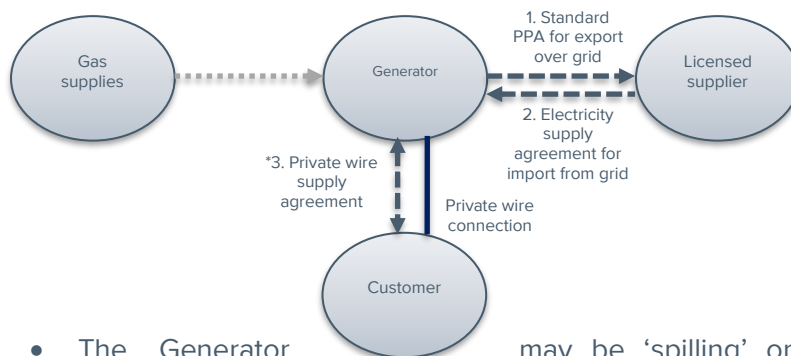 Gas
supplies
Generator
1. Standard
PPA for export
over grid
Licensed
supplier
2. Electricity
supply
agreement for
import from grid
*3. Private wire
supply
agreement
Private wire
connection
Customer
• The Generator may be ‘spilling’ or